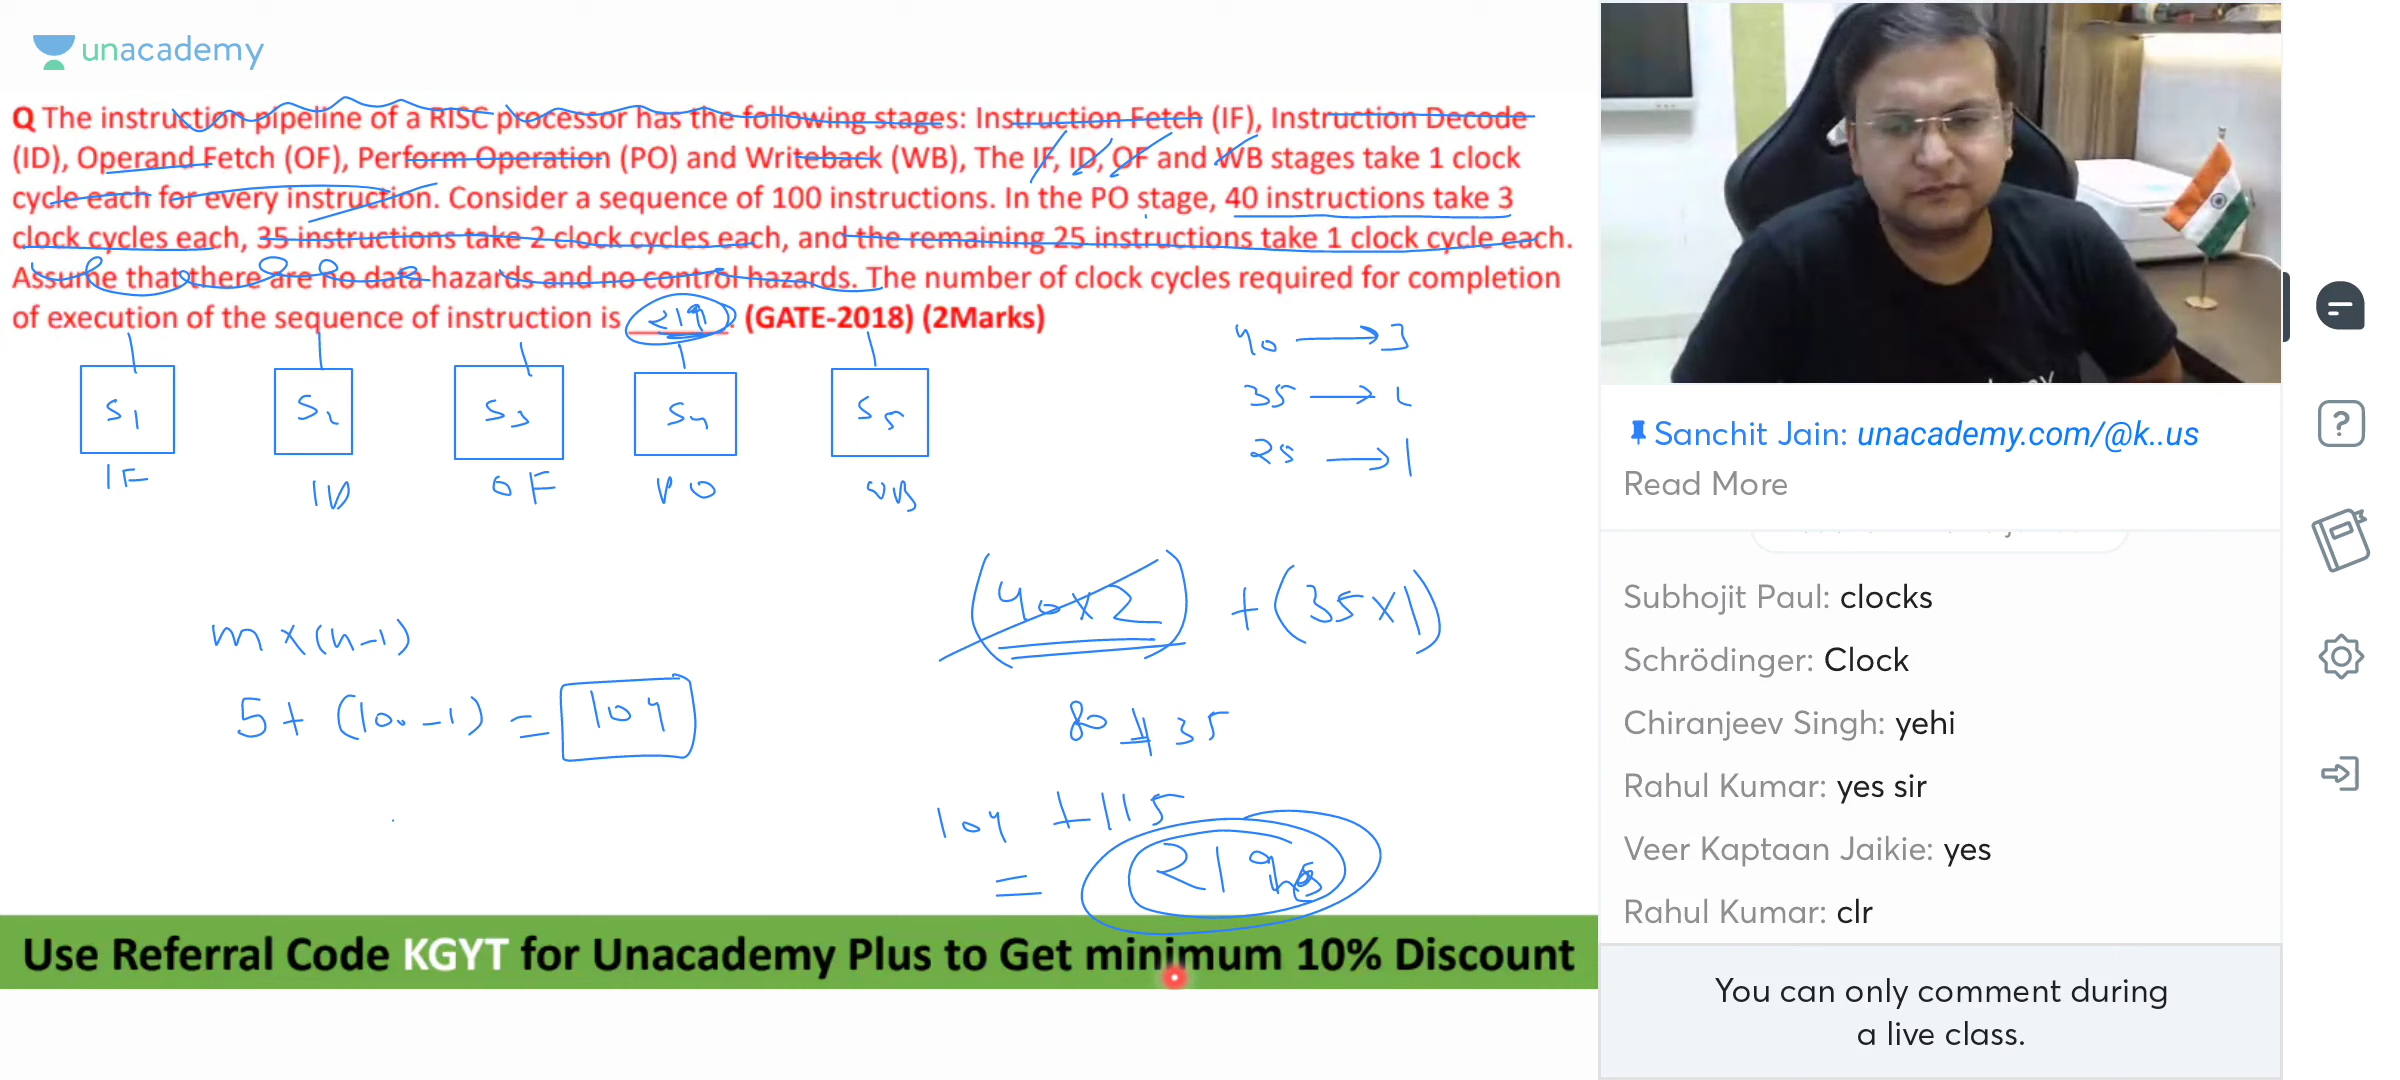 unacademy
Q The instruction pipeline of a RISC processor has the following stages: Instruction Fetch (IF), Instruction Decode
(ID), Operand Fetch (OF), Perform Operation (PO) and Writeback (WB), The IF, ID, OF and WB stages take 1 clock
cycle each for every instruction. Consider a sequence of 100 instructions. In the PO stage, 40 instructions take 3
clock cycles each, 35 instructions take 2 clock cycles each, and the remaining 25 instructions take 1 clock cycle each.
Assume that there are no data hazards and no control hazards. The number of clock cycles required for completion
of execution of the sequence of instruction is 219. (GATE-2018) (2Marks)
S1 S2 S3 S4 S5
IF ID OF PO WB
40 → 3
35 → 2
25 → 1
(40 x 2) + (35 x 1)
m x (n-1)
5 + (100 - 1) = 104
80 + 35
104 + 115
= 219
Use Referral Code KGYT for Unacademy Plus to Get minimum 10% Discount
Sanchit Jain: unacademy.com/@k..us
Read More
Subhojit Paul: clocks
Schrödinger: Clock
Chiranjeev Singh: yehi
Rahul Kumar: yes sir
Veer Kaptaan Jaikie: yes
Rahul Kumar: clr
You can only comment during
a live class.